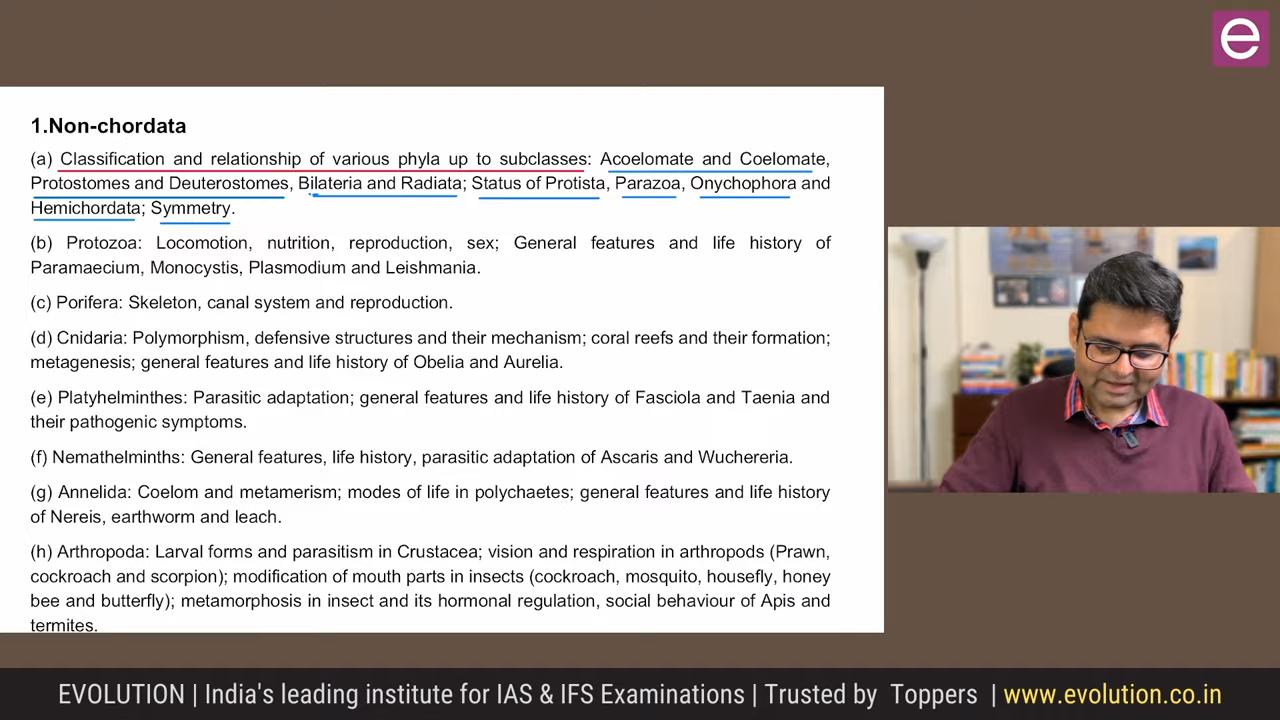 e
1.Non-chordata
(a) Classification and relationship of various phyla up to subclasses: Acoelomate and Coelomate,
Protostomes and Deuterostomes, Bilateria and Radiata; Status of Protista, Parazoa, Onychophora and
Hemichordata; Symmetry.
(b) Protozoa: Locomotion, nutrition, reproduction, sex; General features and life history of
Paramaecium, Monocystis, Plasmodium and Leishmania.
(c) Porifera: Skeleton, canal system and reproduction.
(d) Cnidaria: Polymorphism, defensive structures and their mechanism; coral reefs and their formation;
metagenesis; general features and life history of Obelia and Aurelia.
(e) Platyhelminthes: Parasitic adaptation; general features and life history of Fasciola and Taenia and
their pathogenic symptoms.
(f) Nemathelminths: General features, life history, parasitic adaptation of Ascaris and Wuchereria.
(g) Annelida: Coelom and metamerism; modes of life in polychaetes; general features and life history
of Nereis, earthworm and leach.
(h) Arthropoda: Larval forms and parasitism in Crustacea; vision and respiration in arthropods (Prawn,
cockroach and scorpion); modification of mouth parts in insects (cockroach, mosquito, housefly, honey
bee and butterfly); metamorphosis in insect and its hormonal regulation, social behaviour of Apis and
termites.
EVOLUTION | India's leading institute for IAS & IFS Examinations | Trusted by Toppers | www.evolution.co.in